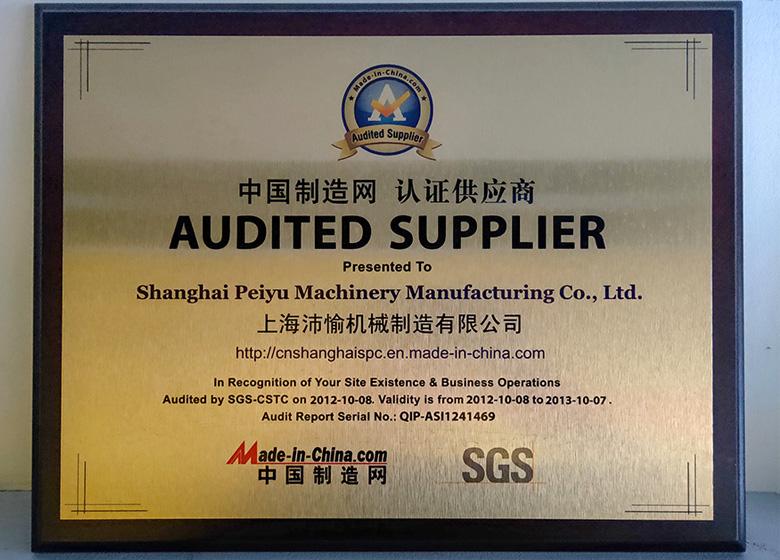 Made-in-China.com
A
Audited Supplier
中国制造网 认证供应商
AUDITED SUPPLIER
Presented To
Shanghai Peiyu Machinery Manufacturing Co., Ltd.
上海沛愉机械制造有限公司
http://cnshanghaispc.en.made-in-china.com
In Recognition of Your Site Existence & Business Operations
Audited by SGS-CSTC on 2012-10-08. Validity is from 2012-10-08 to 2013-10-07 .
Audit Report Serial No.: QIP-ASI1241469
Made-in-China.com
中国制造网
SGS